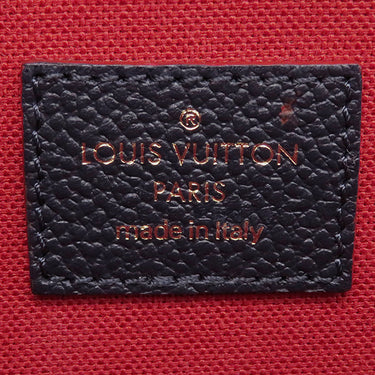 ®
LOUIS VUITTON
PARIS
made in Italy